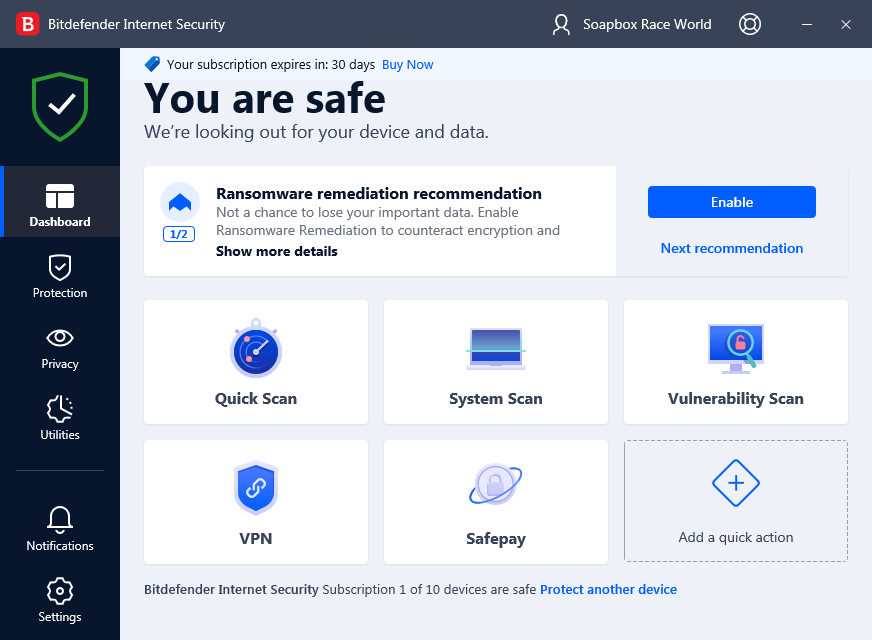 B Bitdefender Internet Security Soapbox Race World
Your subscription expires in: 30 days Buy Now
You are safe
We're looking out for your device and data.
Dashboard
Protection
Privacy
Utilities
Notifications
Settings
Ransomware remediation recommendation
Not a chance to lose your important data. Enable
1/2 Ransomware Remediation to counteract encryption and
Show more details
Enable
Next recommendation
Quick Scan System Scan Vulnerability Scan
VPN Safepay Add a quick action
Bitdefender Internet Security Subscription 1 of 10 devices are safe Protect another device